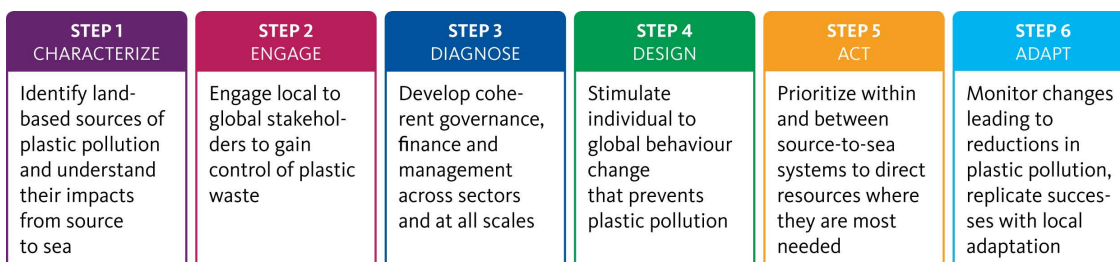 STEP 1
CHARACTERIZE
Identify land-
based sources of
plastic pollution
and understand
their impacts
from source
to sea
STEP 2
ENGAGE
Engage local to
global stakehol-
ders to gain
control of plastic
waste
STEP 3
DIAGNOSE
Develop cohe-
rent governance,
finance and
management
across sectors
and at all scales
STEP 4
DESIGN
Stimulate
individual to
global behaviour
change
that prevents
plastic pollution
STEP 5
ACT
Prioritize within
and between
source-to-sea
systems to direct
resources where
they are most
needed
STEP 6
ADAPT
Monitor changes
leading to
reductions in
plastic pollution,
replicate succes-
ses with local
adaptation